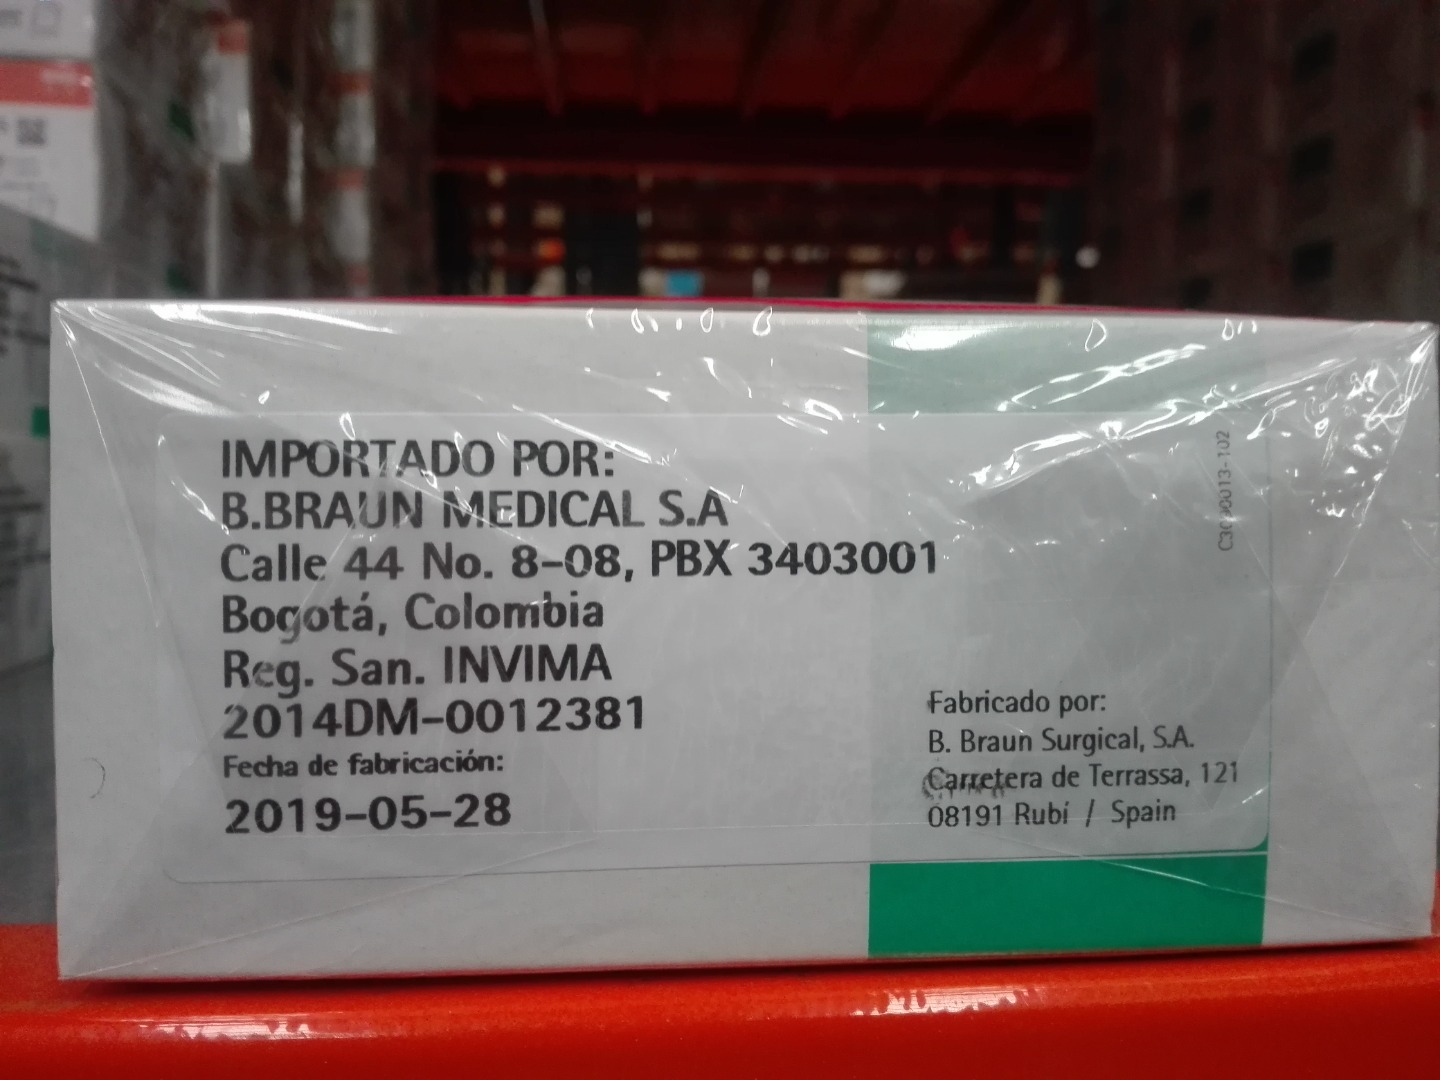 IMPORTADO POR:
B.BRAUN MEDICAL S.A
Calle 44 No. 8-08, PBX 3403001
Bogotá, Colombia
Reg. San. INVIMA
2014DM-0012381
Fecha de fabricación:
2019-05-28
Fabricado por:
B. Braun Surgical, S.A.
Carretera de Terrassa, 121
08191 Rubí / Spain